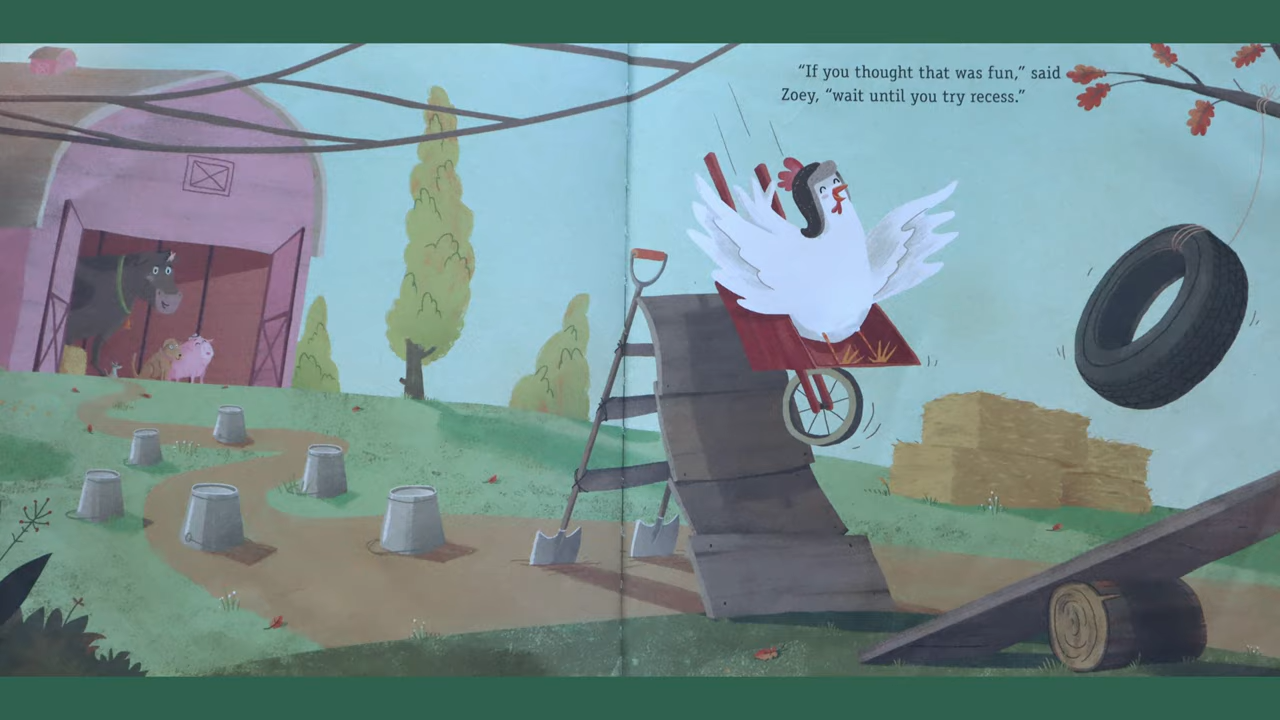 “If you thought that was fun,” said
Zoey, “wait until you try recess.”